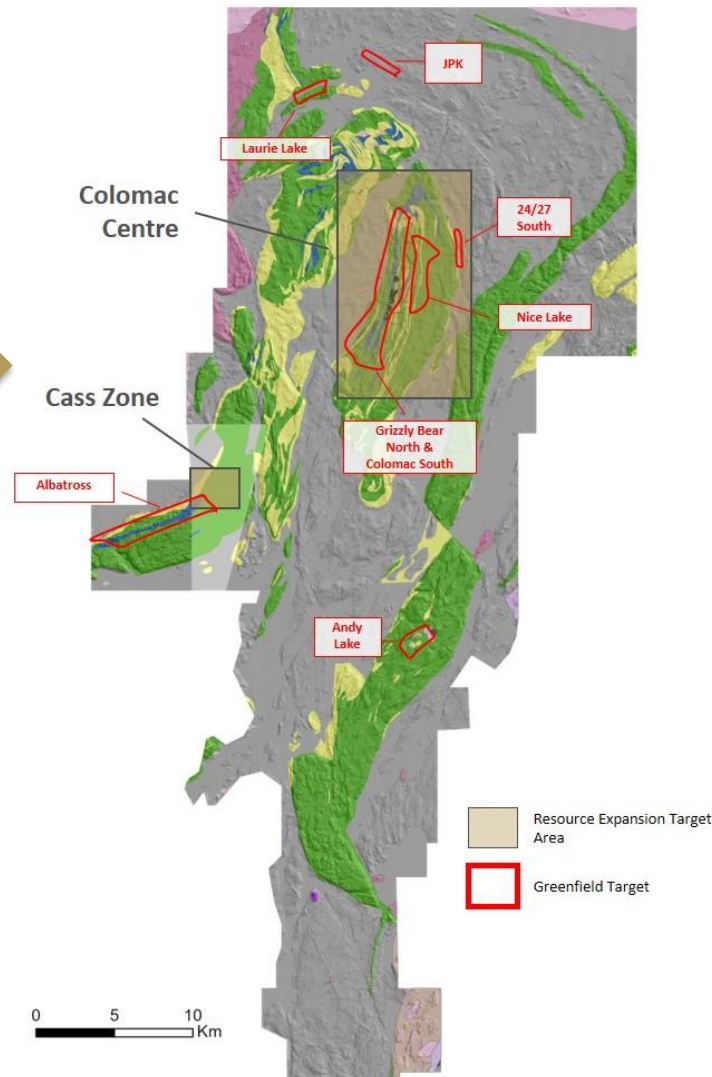 JPK
Laurie Lake
Colomac
Centre
24/27
South
Nice Lake
Cass Zone
Grizzly Bear
North &
Colomac South
Albatross
Andy
Lake
Resource Expansion Target
Area
Greenfield Target
0 5 10
Km